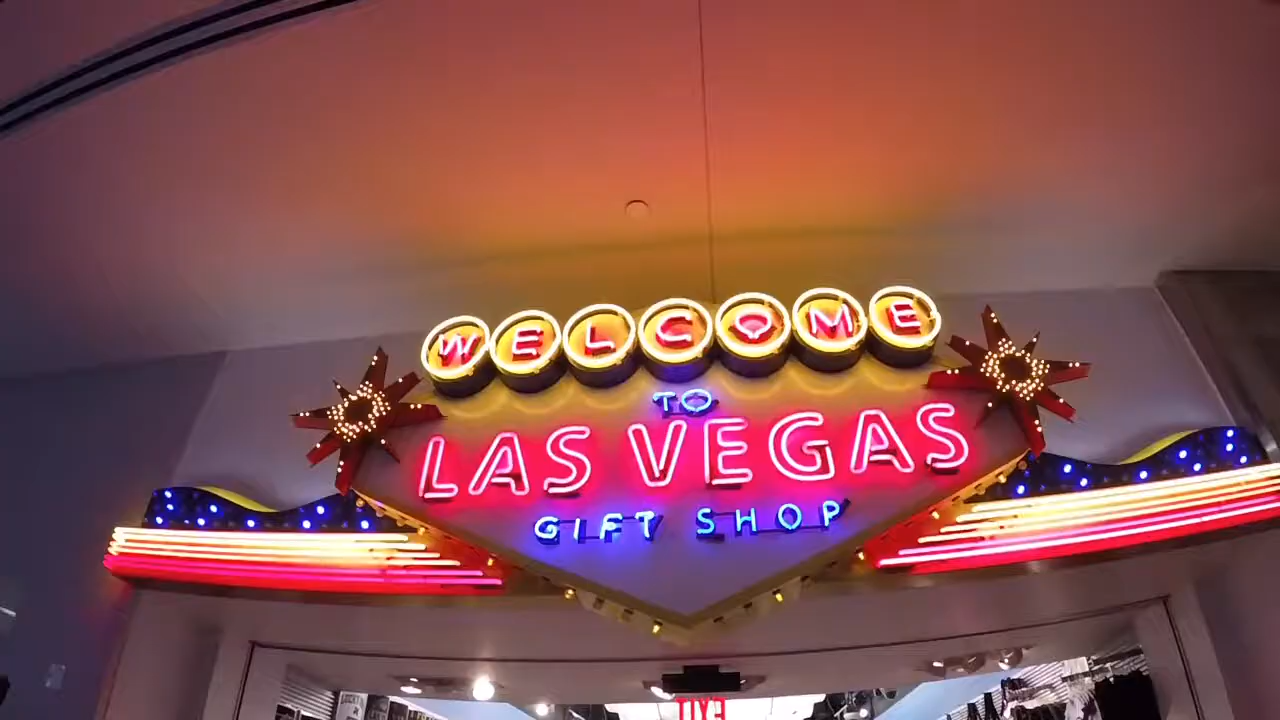 WELCOME
TO
LAS VEGAS
GIFT SHOP
EXIT